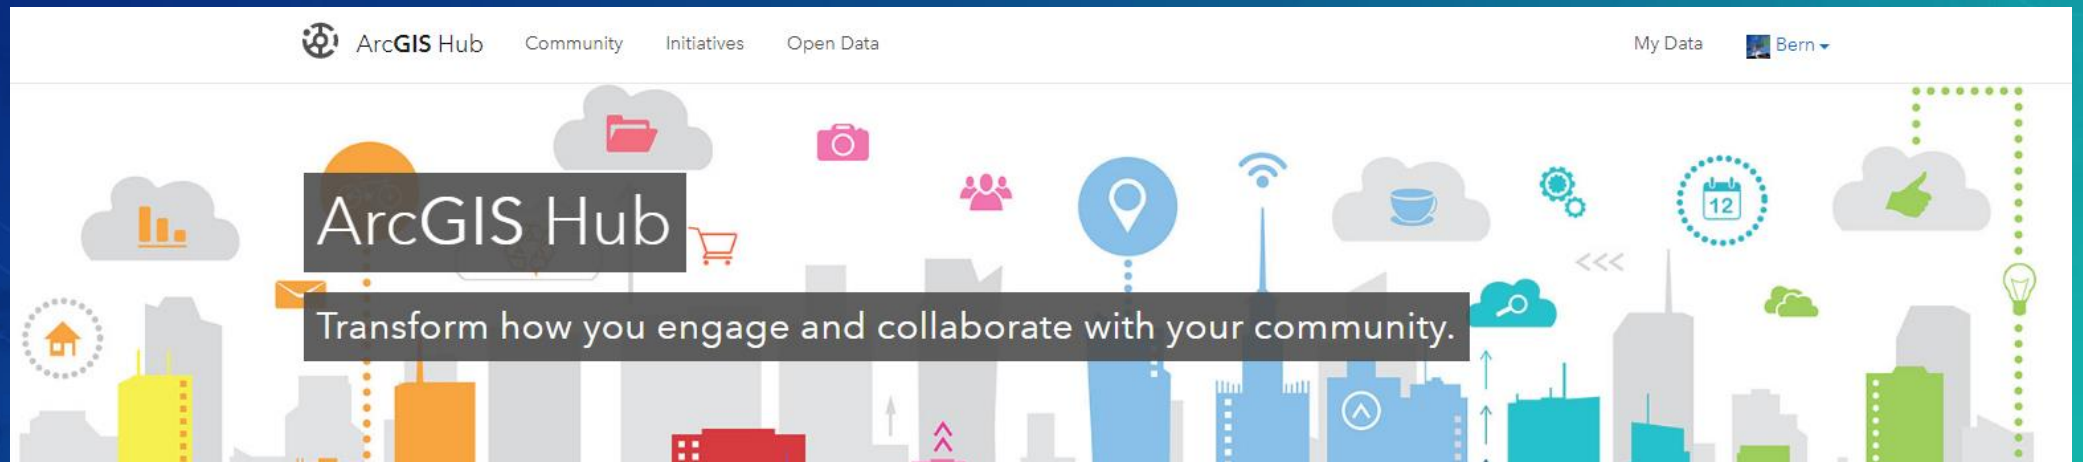 ArcGIS Hub Community Initiatives Open Data My Data Bern
ArcGIS Hub
12
Transform how you engage and collaborate with your community.